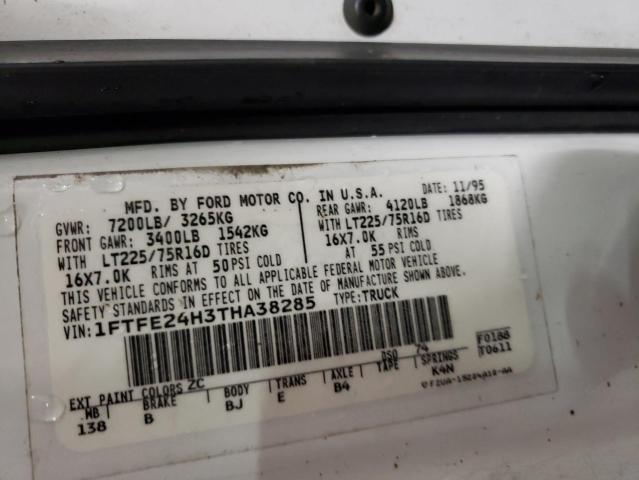 MFD. BY FORD MOTOR CO. IN U.S.A.
DATE: 11/95
GVWR: 7200LB/ 3265KG
FRONT GAWR: 3400LB 1542KG
WITH LT225/75R16D TIRES
16X7.0K RIMS AT 50 PSI COLD
REAR GAWR: 4120LB 1868KG
WITH LT225/75R16D TIRES
16X7.0K RIMS
AT 55 PSI COLD
THIS VEHICLE CONFORMS TO ALL APPLICABLE FEDERAL MOTOR VEHICLE
SAFETY STANDARDS IN EFFECT ON THE DATE OF MANUFACTURE SHOWN ABOVE.
VIN: 1FTFE24H3THA38285
TYPE: TRUCK
F0188
T0611
EXT PAINT COLORS ZC DSO 74
WB BRAKE BODY TRANS AXLE TAPE SPRINGS
138 B BJ E B4 K4N